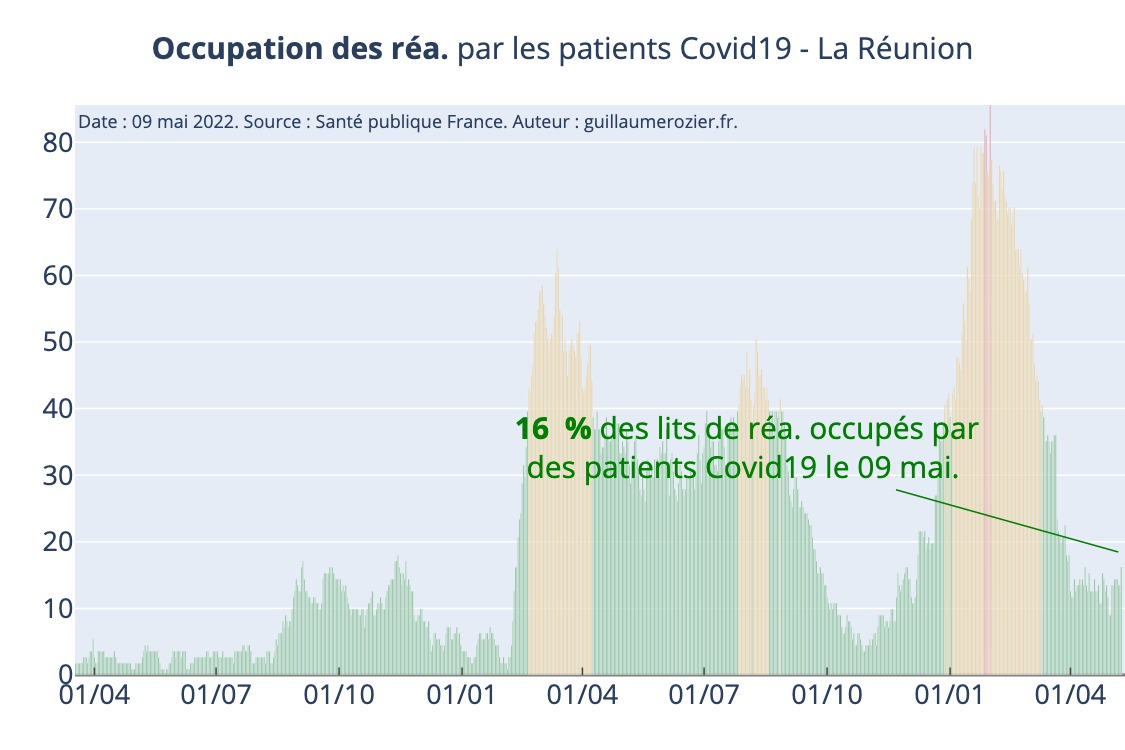 Occupation des réa. par les patients Covid19 - La Réunion
Date : 09 mai 2022. Source : Santé publique France. Auteur : guillaumerozier.fr.
80
70
60
50
40
30
20
10
0
16 % des lits de réa. occupés par
des patients Covid19 le 09 mai.
01/04 01/07 01/10 01/01 01/04 01/07 01/10 01/01 01/04